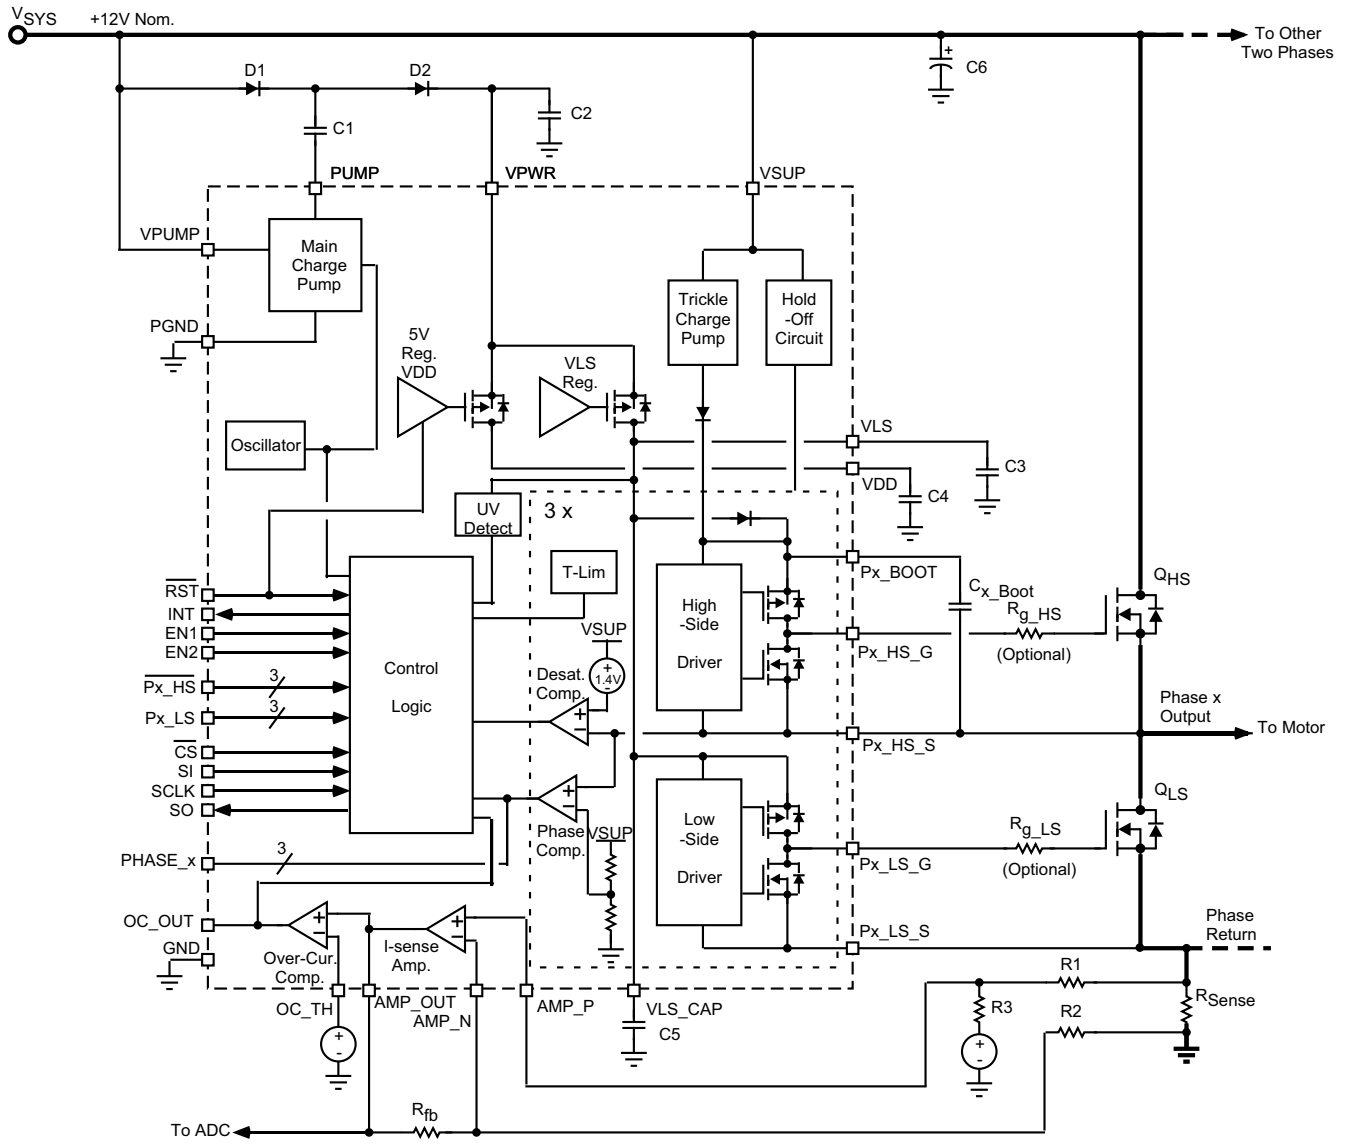 VSYS
+12V Nom.
To Other
Two Phases
D1
D2
C6
C1
C2
PUMP
VPWR
VSUP
VPUMP
Main
Charge
Pump
PGND
Trickle
Charge
Pump
Hold
-Off
Circuit
5V
Reg.
VDD
VLS
Reg.
Oscillator
VLS
C3
VDD
C4
UV
Detect
3 x
T-Lim
Px_BOOT
Cx_Boot
QHS
RST
INT
EN1
EN2
Px_HS
3
Px_LS
3
CS
SI
SCLK
SO
Control
Logic
VSUP
+
1.4V
-
Desat.
Comp.
+
−
High
-Side
Driver
Rg_HS
(Optional)
Px_HS_G
Phase x
Output
To Motor
Px_HS_S
+
−
Phase
Comp.
VSUP
Low
-Side
Driver
QLS
Rg_LS
(Optional)
Px_LS_G
PHASE_x
3
OC_OUT
GND
+
−
Over-Cur.
Comp.
+
−
I-sense
Amp.
Px_LS_S
Phase
Return
R1
RSense
R2
R3
+
-
OC_TH
AMP_OUT
AMP_N
AMP_P
VLS_CAP
C5
+
-
Rfb
To ADC